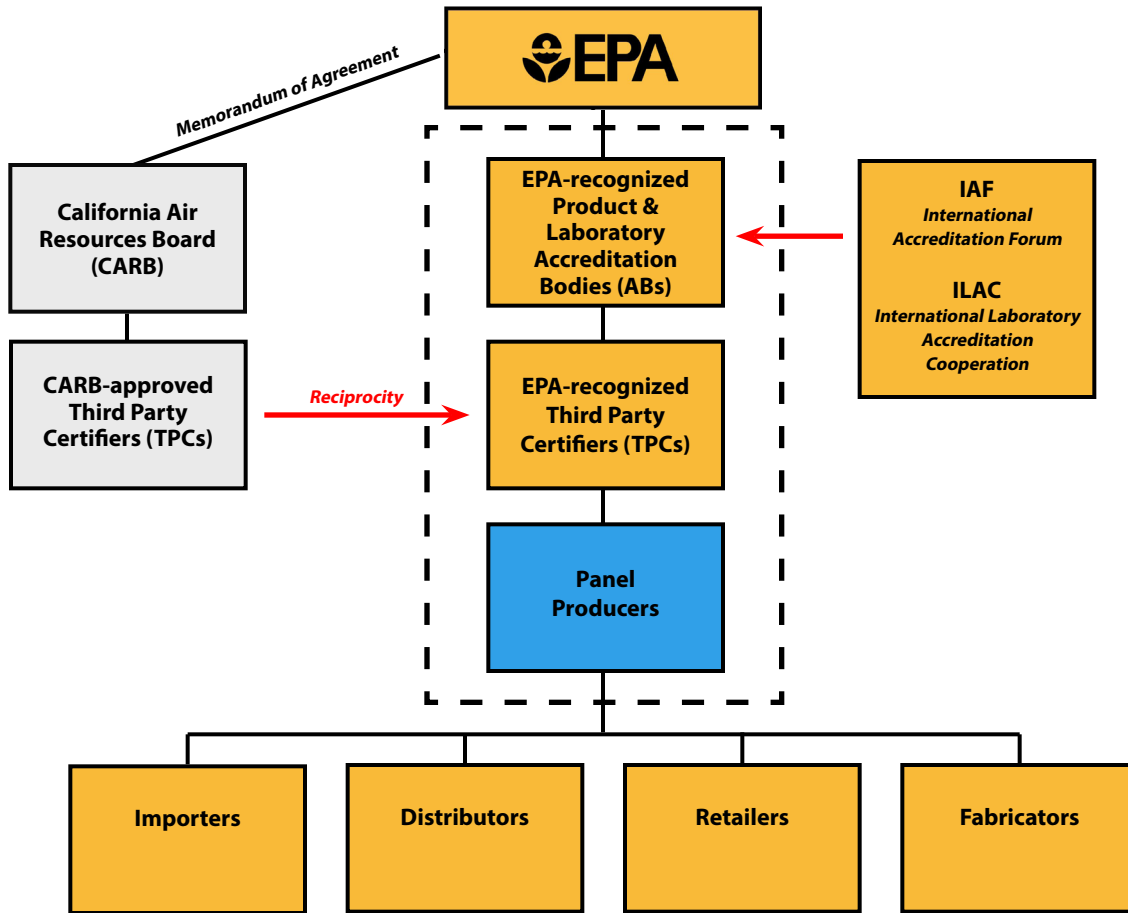 EPA
Memorandum of Agreement
California Air
Resources Board
(CARB)
EPA-recognized
Product &
Laboratory
Accreditation
Bodies (ABs)
IAF
International
Accreditation Forum
ILAC
International Laboratory
Accreditation
Cooperation
CARB-approved
Third Party
Certifiers (TPCs)
Reciprocity
EPA-recognized
Third Party
Certifiers (TPCs)
Panel
Producers
Importers
Distributors
Retailers
Fabricators